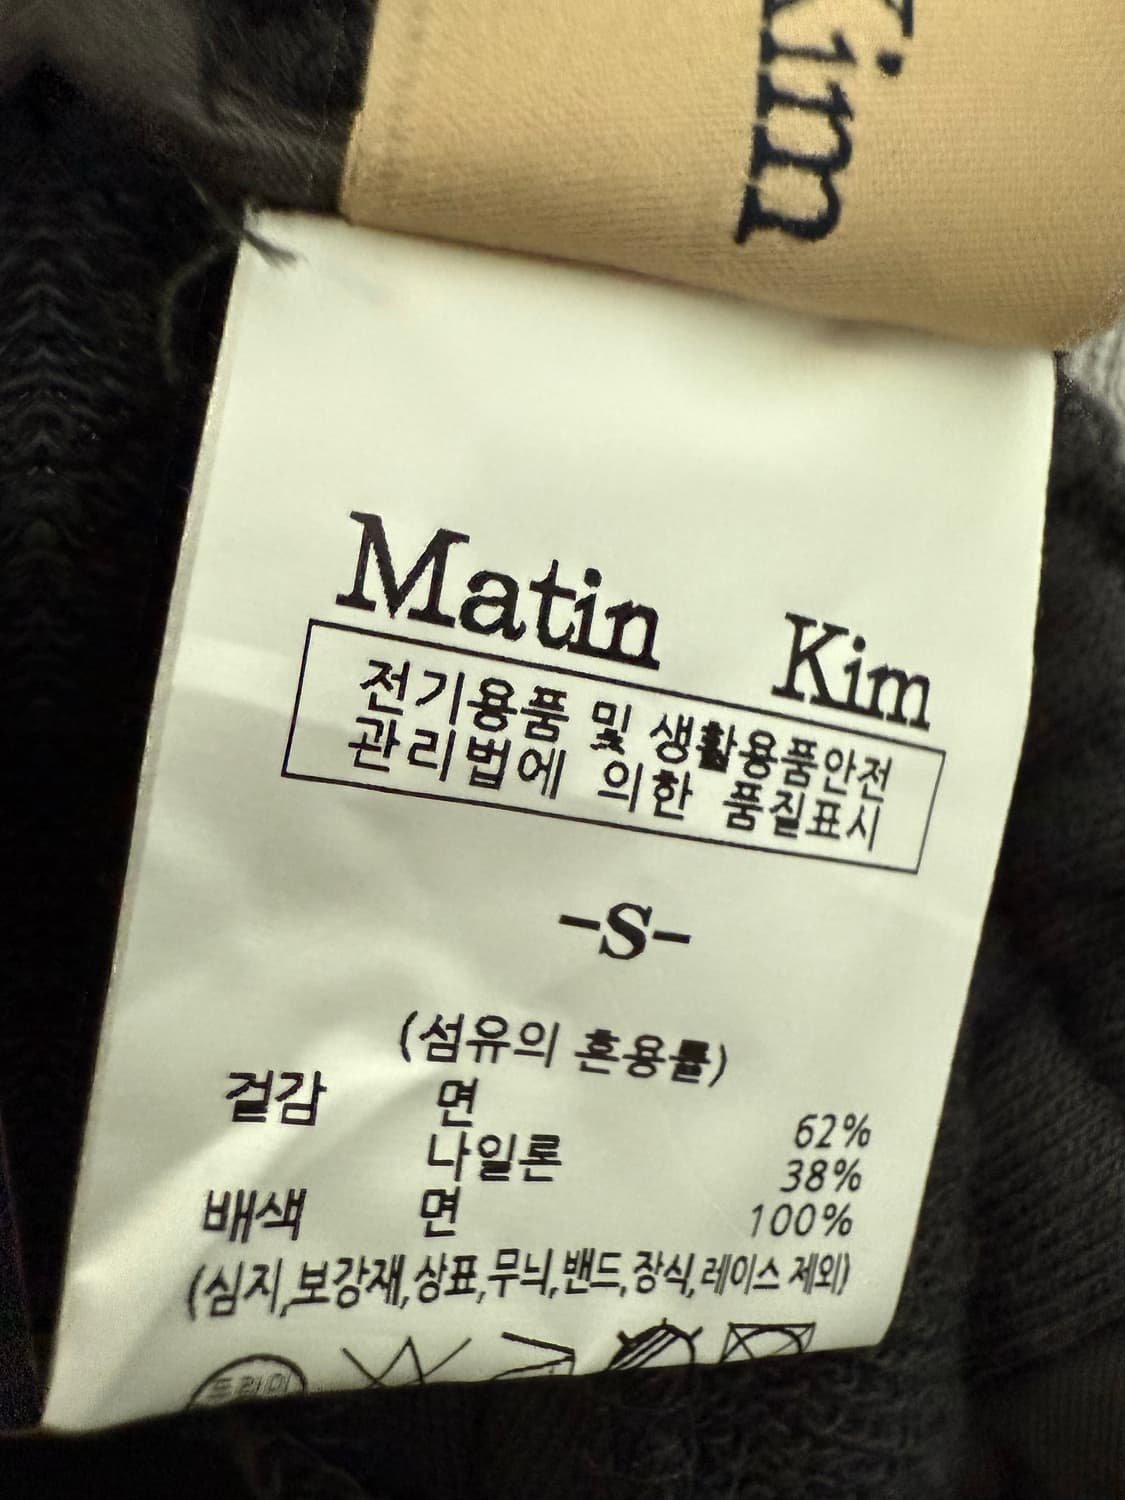 Kim
Matin Kim
전기용품 및 생활용품안전
관리법에 의한 품질표시
-S-
(섬유의 혼용률)
겉감 면 62%
나일론 38%
배색 면 100%
(심지,보강재,상표,무늬,밴드,장식,레이스 제외)